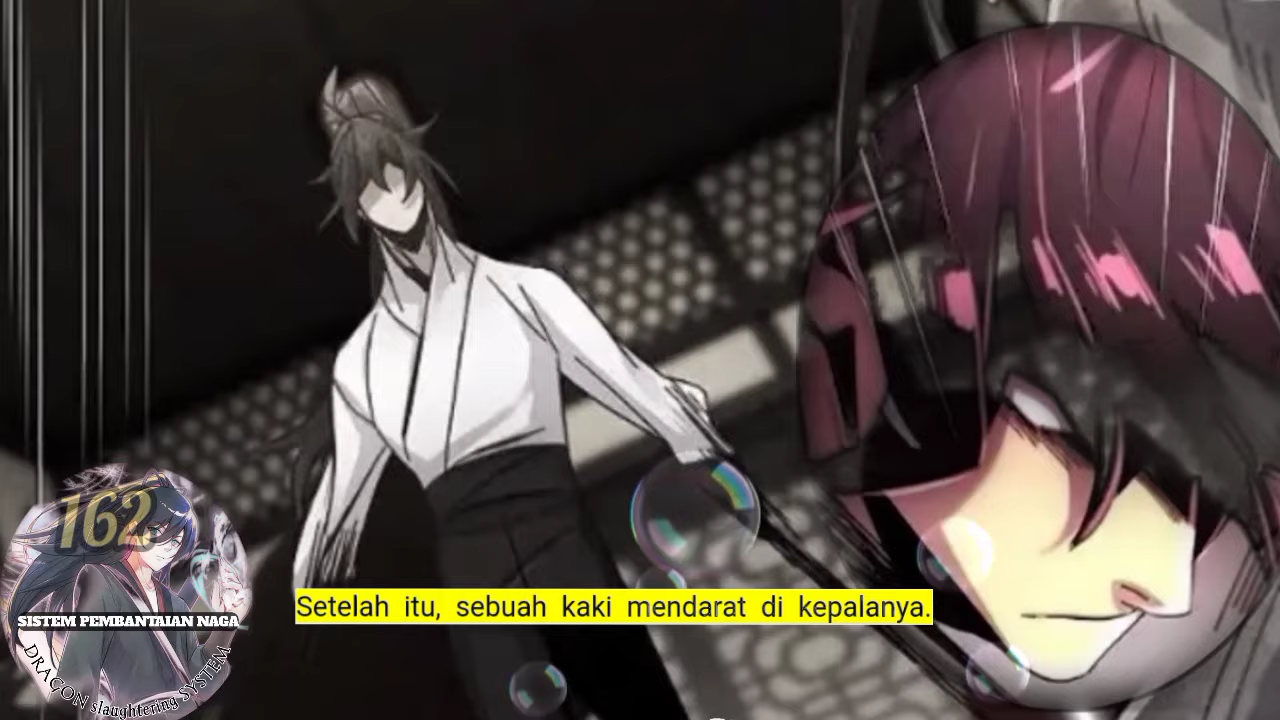 162
SISTEM PEMBANTAIAN NAGA
DRAGON slaughtering SYSTEM
Setelah itu, sebuah kaki mendarat di kepalanya.